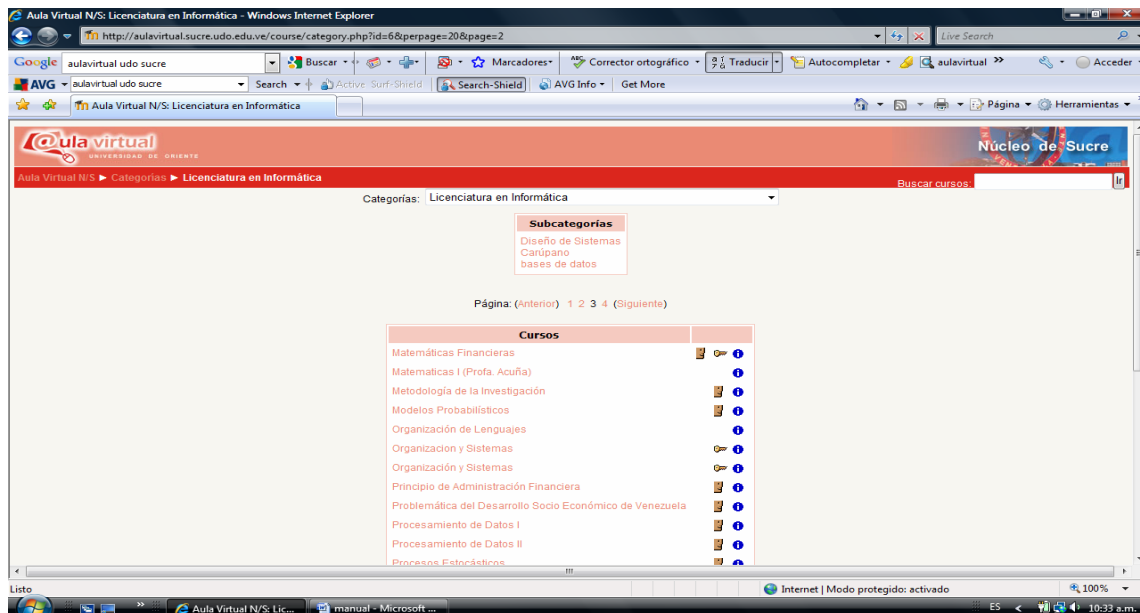 Aula Virtual N/S: Licenciatura en Informática - Windows Internet Explorer
http://aulavirtual.sucre.udo.edu.ve/course/category.php?id=6&perpage=20&page=2
Live Search
Google aulavirtual udo sucre Buscar Marcadores Corrector ortográfico Traducir Autocompletar aulavirtual » Acceder
AVG aulavirtual udo sucre Search Active Surf-Shield Search-Shield AVG Info Get More
Aula Virtual N/S: Licenciatura en Informática Página Herramientas
@ula virtual
UNIVERSIDAD DE ORIENTE
Núcleo de Sucre
Aula Virtual N/S ► Categorías ► Licenciatura en Informática Buscar cursos: Ir
Categorías: Licenciatura en Informática
Subcategorías
Diseño de Sistemas
Carúpano
bases de datos
Página: (Anterior) 1 2 3 4 (Siguiente)
Cursos
Matemáticas Financieras
Matematicas I (Profa. Acuña)
Metodología de la Investigación
Modelos Probabilísticos
Organización de Lenguajes
Organizacion y Sistemas
Organización y Sistemas
Principio de Administración Financiera
Problemática del Desarrollo Socio Económico de Venezuela
Procesamiento de Datos I
Procesamiento de Datos II
Procesos Estocásticos
Listo Internet | Modo protegido: activado 100%
» Aula Virtual N/S: Lic... manual - Microsoft ... ES < 10:33 a.m.